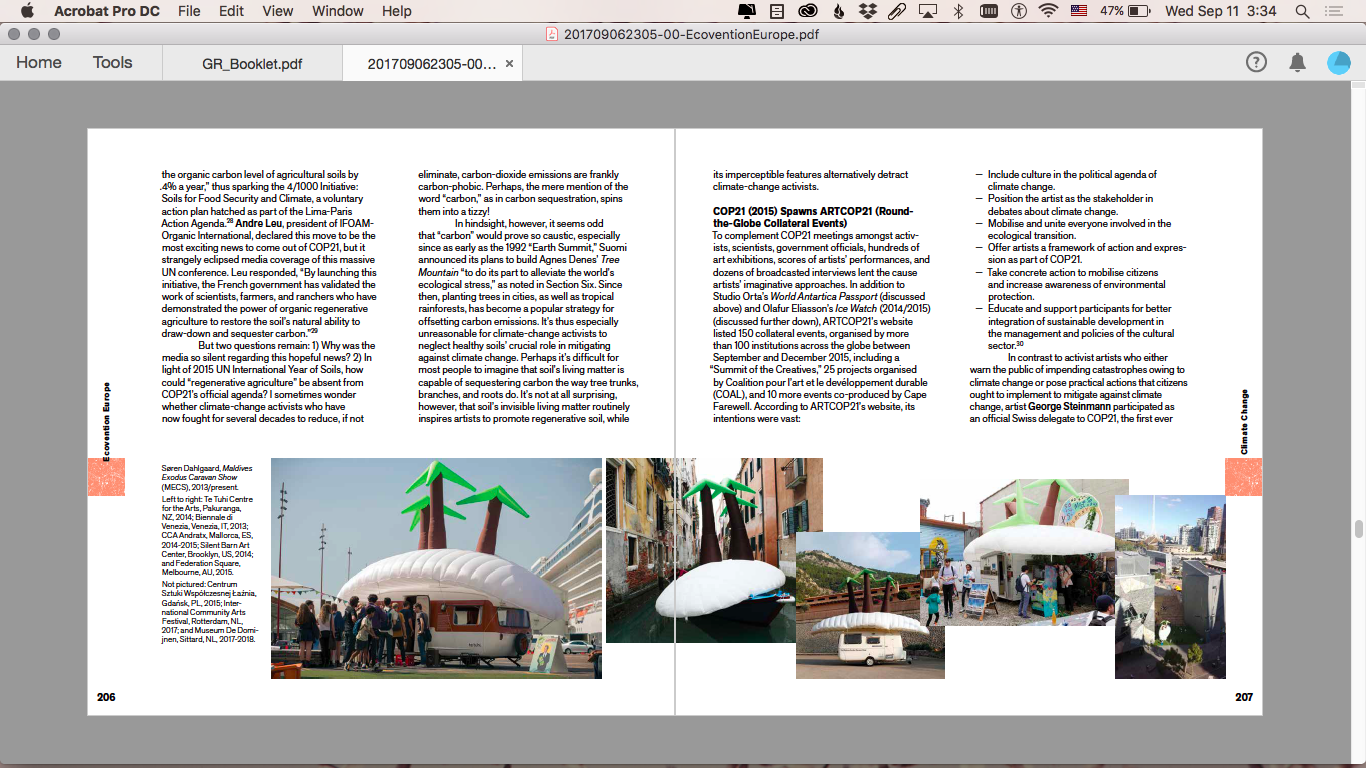 Acrobat Pro DC File Edit View Window Help 47% Wed Sep 11 3:34
201709062305-00-EcoventionEurope.pdf
Home Tools GR_Booklet.pdf 201709062305-00... ×
the organic carbon level of agricultural soils by
.4% a year,” thus sparking the 4/1000 Initiative:
Soils for Food Security and Climate, a voluntary
action plan hatched as part of the Lima-Paris
Action Agenda.28 Andre Leu, president of IFOAM-
Organic International, declared this move to be the
most exciting news to come out of COP21, but it
strangely eclipsed media coverage of this massive
UN conference. Leu responded, “By launching this
initiative, the French government has validated the
work of scientists, farmers, and ranchers who have
demonstrated the power of organic regenerative
agriculture to restore the soil’s natural ability to
draw-down and sequester carbon.”29
But two questions remain: 1) Why was the
media so silent regarding this hopeful news? 2) In
light of 2015 UN International Year of Soils, how
could “regenerative agriculture” be absent from
COP21’s official agenda? I sometimes wonder
whether climate-change activists who have
now fought for several decades to reduce, if not
eliminate, carbon-dioxide emissions are frankly
carbon-phobic. Perhaps, the mere mention of the
word “carbon,” as in carbon sequestration, spins
them into a tizzy!
In hindsight, however, it seems odd
that “carbon” would prove so caustic, especially
since as early as the 1992 “Earth Summit,” Suomi
announced its plans to build Agnes Denes’ Tree
Mountain “to do its part to alleviate the world’s
ecological stress,” as noted in Section Six. Since
then, planting trees in cities, as well as tropical
rainforests, has become a popular strategy for
offsetting carbon emissions. It’s thus especially
unreasonable for climate-change activists to
neglect healthy soils’ crucial role in mitigating
against climate change. Perhaps it’s difficult for
most people to imagine that soil’s living matter is
capable of sequestering carbon the way tree trunks,
branches, and roots do. It’s not at all surprising,
however, that soil’s invisible living matter routinely
inspires artists to promote regenerative soil, while
its imperceptible features alternatively detract
climate-change activists.
COP21 (2015) Spawns ARTCOP21 (Round-
the-Globe Collateral Events)
To complement COP21 meetings amongst activ-
ists, scientists, government officials, hundreds of
art exhibitions, scores of artists’ performances, and
dozens of broadcasted interviews lent the cause
artists’ imaginative approaches. In addition to
Studio Orta’s World Antartica Passport (discussed
above) and Olafur Eliasson’s Ice Watch (2014/2015)
(discussed further down), ARTCOP21’s website
listed 150 collateral events, organised by more
than 100 institutions across the globe between
September and December 2015, including a
“Summit of the Creatives,” 25 projects organised
by Coalition pour l’art et le dévéloppement durable
(COAL), and 10 more events co-produced by Cape
Farewell. According to ARTCOP21’s website, its
intentions were vast:
— Include culture in the political agenda of
climate change.
— Position the artist as the stakeholder in
debates about climate change.
— Mobilise and unite everyone involved in the
ecological transition.
— Offer artists a framework of action and expres-
sion as part of COP21.
— Take concrete action to mobilise citizens
and increase awareness of environmental
protection.
— Educate and support participants for better
integration of sustainable development in
the management and policies of the cultural
sector.30
In contrast to activist artists who either
warn the public of impending catastrophes owing to
climate change or pose practical actions that citizens
ought to implement to mitigate against climate
change, artist George Steinmann participated as
an official Swiss delegate to COP21, the first ever
Ecovention Europe
Climate Change
Søren Dahlgaard, Maldives
Exodus Caravan Show
(MECS), 2013/present.
Left to right: Te Tuhi Centre
for the Arts, Pakuranga,
NZ, 2014; Biennale di
Venezia, Venezia, IT, 2013;
CCA Andratx, Mallorca, ES,
2014-2015; Silent Barn Art
Center, Brooklyn, US, 2014;
and Federation Square,
Melbourne, AU, 2015.
Not pictured: Centrum
Sztuki Współczesnej Łaźnia,
Gdańsk, PL, 2015; Inter-
national Community Arts
Festival, Rotterdam, NL,
2017; and Museum De Domi-
jnen, Sittard, NL, 2017-2018.
206
207